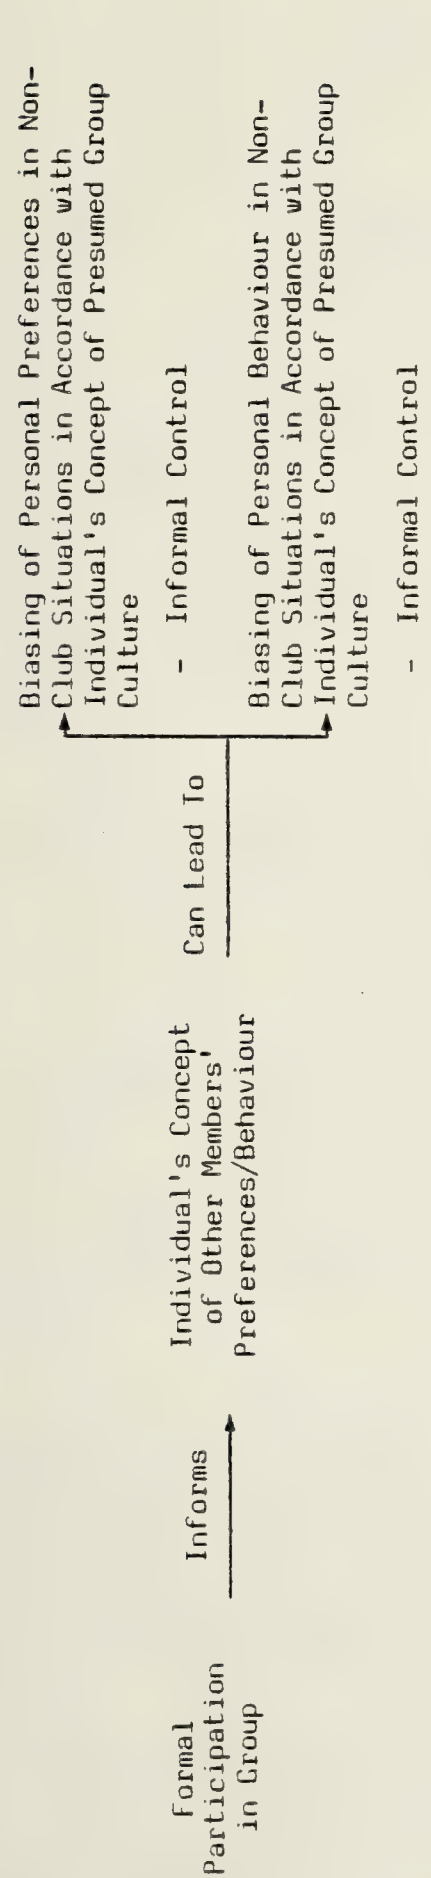 Formal
Participation
in Group
Informs
Individual's Concept
of Other Members'
Preferences/Behaviour
Can Lead To
Biasing of Personal Preferences in Non-
Club Situations in Accordance with
Individual's Concept of Presumed Group
Culture
- Informal Control
Biasing of Personal Behaviour in Non-
Club Situations in Accordance with
Individual's Concept of Presumed Group
Culture
- Informal Control